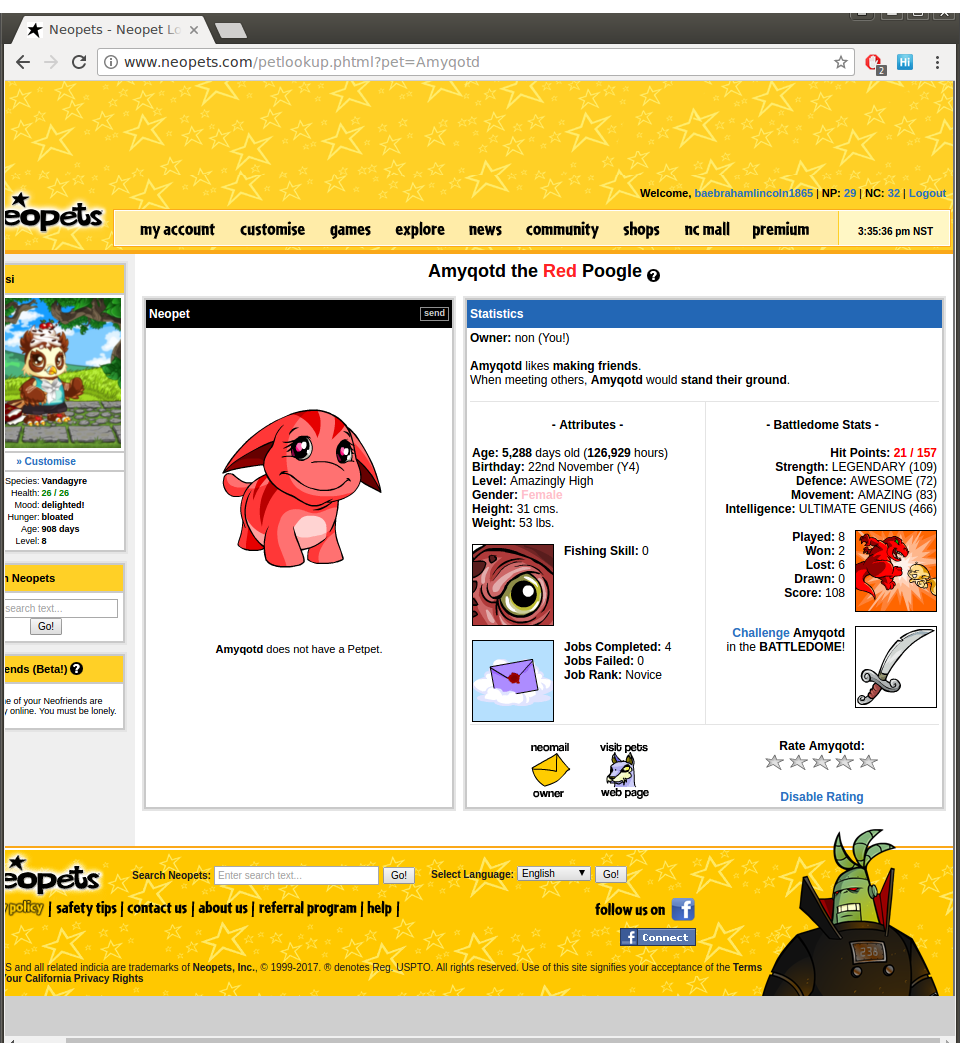 Neopets - Neopet Lo
www.neopets.com/petlookup.phtml?pet=Amyqotd
2
Hi
Welcome, baebrahamlincoln1865 | NP: 29 | NC: 32 | Logout
eopets
my account customise games explore news community shops nc mall premium
3:35:36 pm NST
si
» Customise
Species: Vandagyre
Health: 26 / 26
Mood: delighted!
Hunger: bloated
Age: 908 days
Level: 8
n Neopets
search text...
Go!
ends (Beta!) ?
ne of your Neofriends are
y online. You must be lonely.
Amyqotd the Red Poogle ?
Neopet
send
Amyqotd does not have a Petpet.
Statistics
Owner: non (You!)
Amyqotd likes making friends.
When meeting others, Amyqotd would stand their ground.
- Attributes -
Age: 5,288 days old (126,929 hours)
Birthday: 22nd November (Y4)
Level: Amazingly High
Gender: Female
Height: 31 cms.
Weight: 53 lbs.
Fishing Skill: 0
Jobs Completed: 4
Jobs Failed: 0
Job Rank: Novice
- Battledome Stats -
Hit Points: 21 / 157
Strength: LEGENDARY (109)
Defence: AWESOME (72)
Movement: AMAZING (83)
Intelligence: ULTIMATE GENIUS (466)
Played: 8
Won: 2
Lost: 6
Drawn: 0
Score: 108
Challenge Amyqotd
in the BATTLEDOME!
neomail
owner
visit pets
web page
Rate Amyqotd:
Disable Rating
eopets
Search Neopets: Enter search text... Go! Select Language: English Go!
y policy | safety tips | contact us | about us | referral program | help |
follow us on f
f Connect
236
S and all related indicia are trademarks of Neopets, Inc., © 1999-2017. ® denotes Reg. USPTO. All rights reserved. Use of this site signifies your acceptance of the Terms
Your California Privacy Rights